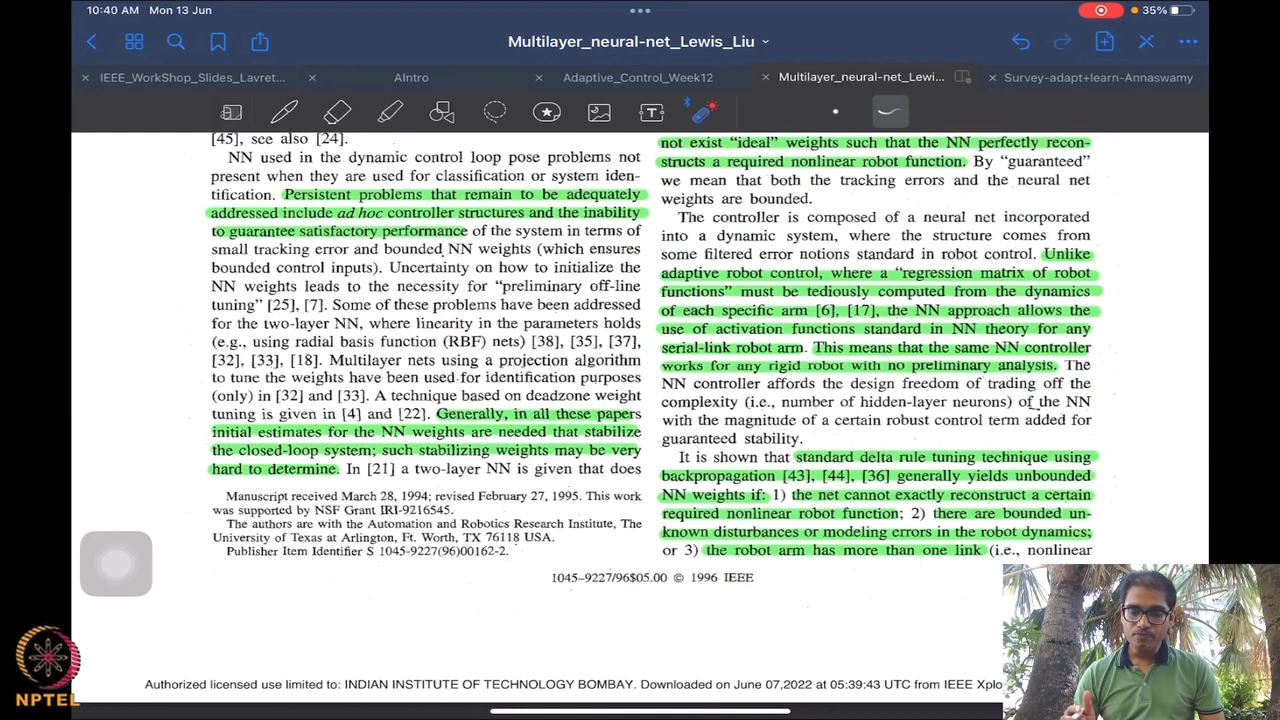 10:40 AM Mon 13 Jun
35%
Multilayer_neural-net_Lewis_Liu
IEEE_WorkShop_Slides_Lavret...
AIntro
Adaptive_Control_Week12
Multilayer_neural-net_Lewi...
Survey-adapt+learn-Annaswamy
[45], see also [24].
NN used in the dynamic control loop pose problems not
present when they are used for classification or system iden-
tification. Persistent problems that remain to be adequately
addressed include ad hoc controller structures and the inability
to guarantee satisfactory performance of the system in terms of
small tracking error and bounded NN weights (which ensures
bounded control inputs). Uncertainty on how to initialize the
NN weights leads to the necessity for “preliminary off-line
tuning” [25], [7]. Some of these problems have been addressed
for the two-layer NN, where linearity in the parameters holds
(e.g., using radial basis function (RBF) nets) [38], [35], [37],
[32], [33], [18]. Multilayer nets using a projection algorithm
to tune the weights have been used for identification purposes
(only) in [32] and [33]. A technique based on deadzone weight
tuning is given in [4] and [22]. Generally, in all these papers
initial estimates for the NN weights are needed that stabilize
the closed-loop system; such stabilizing weights may be very
hard to determine. In [21] a two-layer NN is given that does
Manuscript received March 28, 1994; revised February 27, 1995. This work
was supported by NSF Grant IRI-9216545.
The authors are with the Automation and Robotics Research Institute, The
University of Texas at Arlington, Ft. Worth, TX 76118 USA.
Publisher Item Identifier S 1045-9227(96)00162-2.
not exist “ideal” weights such that the NN perfectly recon-
structs a required nonlinear robot function. By “guaranteed”
we mean that both the tracking errors and the neural net
weights are bounded.
The controller is composed of a neural net incorporated
into a dynamic system, where the structure comes from
some filtered error notions standard in robot control. Unlike
adaptive robot control, where a “regression matrix of robot
functions” must be tediously computed from the dynamics
of each specific arm [6], [17], the NN approach allows the
use of activation functions standard in NN theory for any
serial-link robot arm. This means that the same NN controller
works for any rigid robot with no preliminary analysis. The
NN controller affords the design freedom of trading off the
complexity (i.e., number of hidden-layer neurons) of the NN
with the magnitude of a certain robust control term added for
guaranteed stability.
It is shown that standard delta rule tuning technique using
backpropagation [43], [44], [36] generally yields unbounded
NN weights if: 1) the net cannot exactly reconstruct a certain
required nonlinear robot function; 2) there are bounded un-
known disturbances or modeling errors in the robot dynamics;
or 3) the robot arm has more than one link (i.e., nonlinear
1045–9227/96$05.00 © 1996 IEEE
Authorized licensed use limited to: INDIAN INSTITUTE OF TECHNOLOGY BOMBAY. Downloaded on June 07,2022 at 05:39:43 UTC from IEEE Xplo
NPTEL